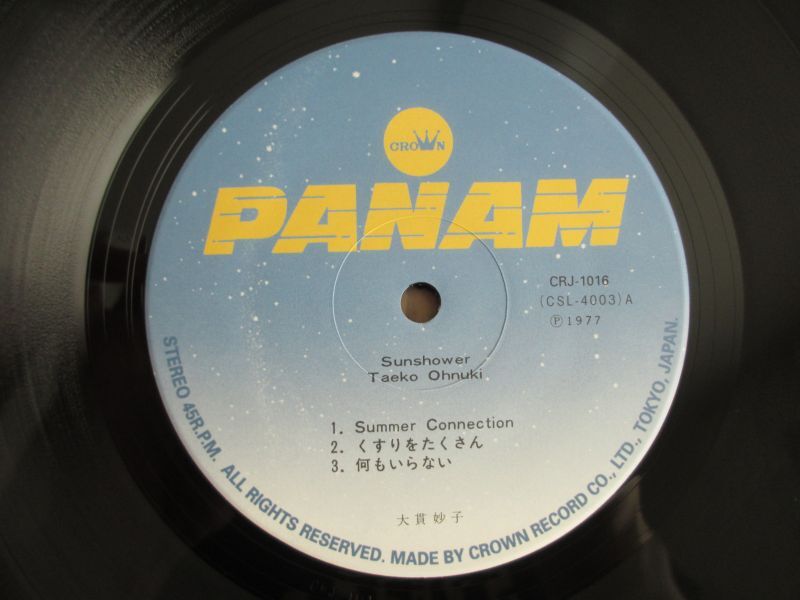 CROWN
PANAM
CRJ-1016
(CSL-4003)A
Ⓟ1977
Sunshower
Taeko Ohnuki
1. Summer Connection
2. くすりをたくさん
3. 何もいらない
大貫妙子
STEREO 45R.P.M. ALL RIGHTS RESERVED. MADE BY CROWN RECORD CO., LTD., TOKYO, JAPAN.